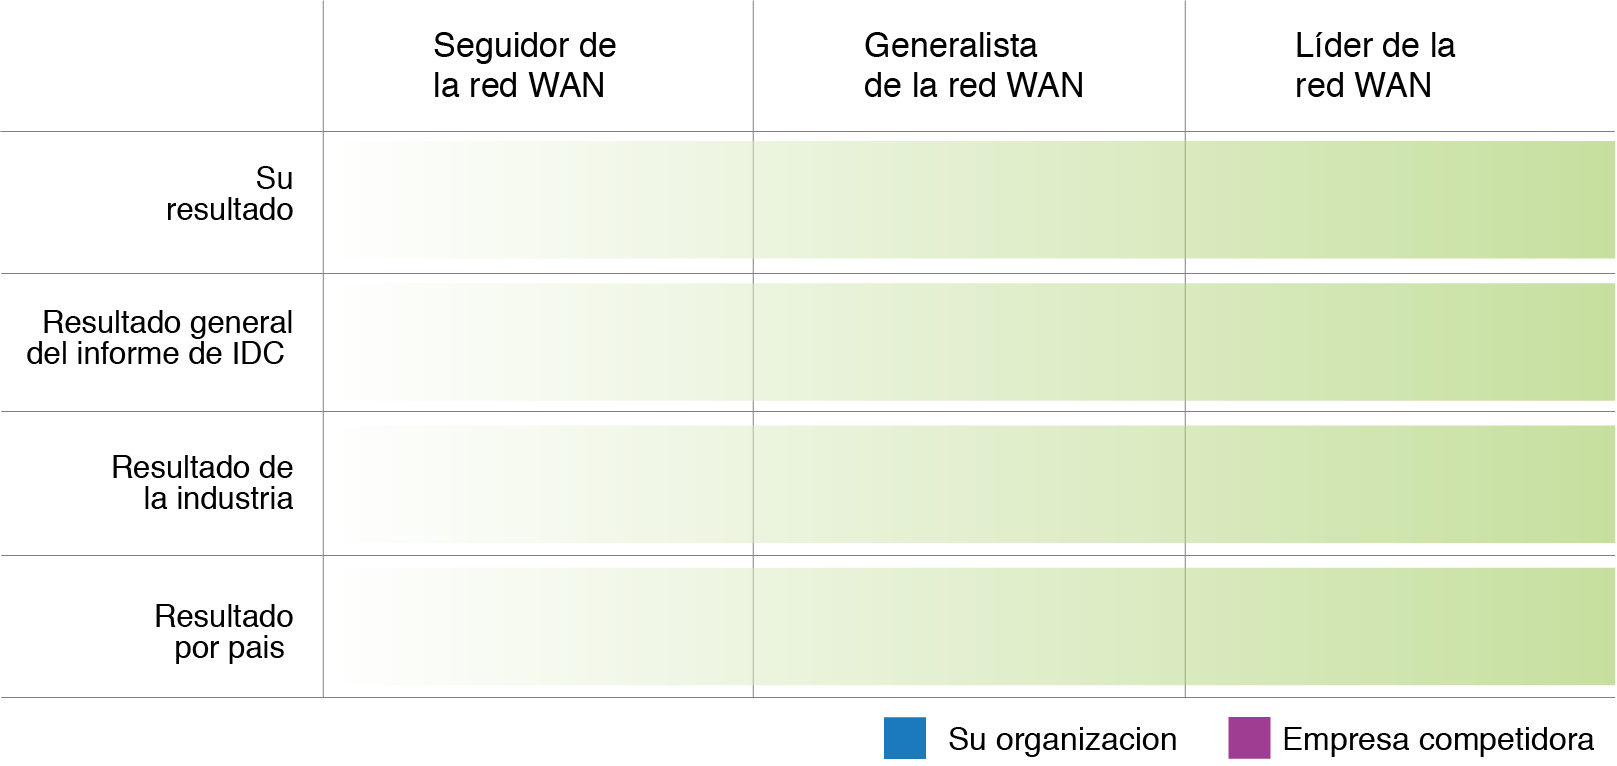 Seguidor de
la red WAN
Generalista
de la red WAN
Líder de la
red WAN
Su
resultado
Resultado general
del informe de IDC
Resultado de
la industria
Resultado
por pais
Su organizacion
Empresa competidora